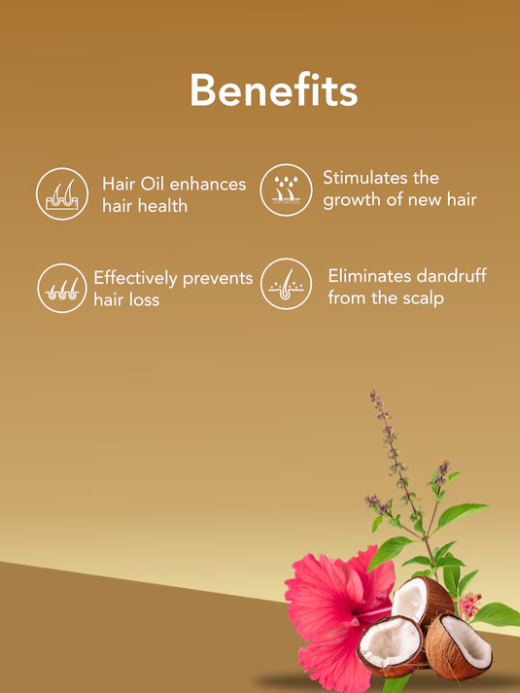 Benefits
Hair Oil enhances
hair health
Stimulates the
growth of new hair
Effectively prevents
hair loss
Eliminates dandruff
from the scalp